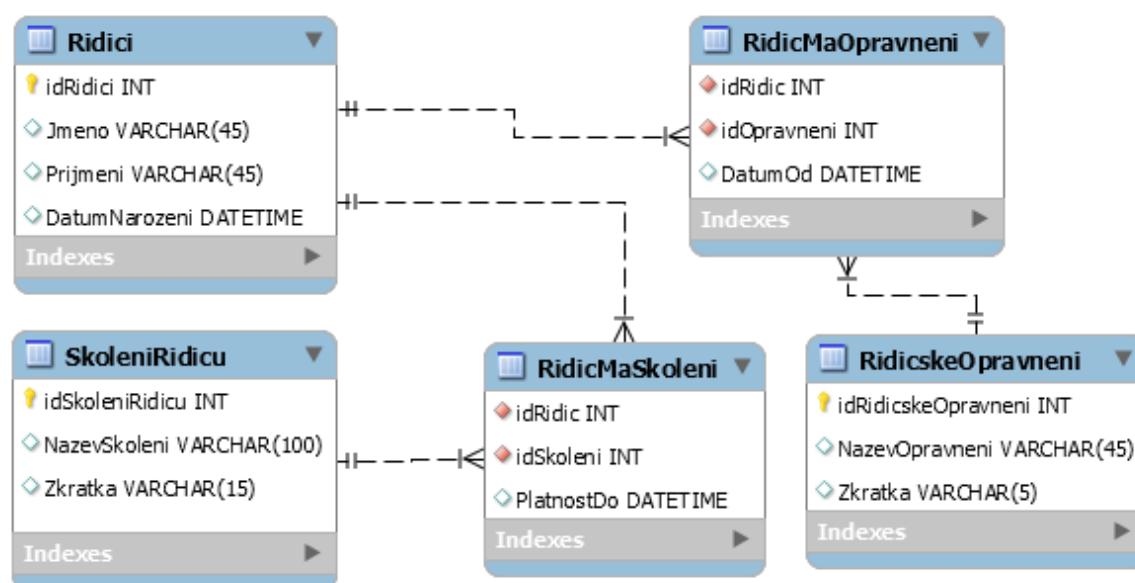 Ridici
idRidici INT
Jmeno VARCHAR(45)
Prijmeni VARCHAR(45)
DatumNarozeni DATETIME
Indexes
RidicMaOpravneni
idRidic INT
idOpravneni INT
DatumOd DATETIME
Indexes
SkoleniRidicu
idSkoleniRidicu INT
NazevSkoleni VARCHAR(100)
Zkratka VARCHAR(15)
Indexes
RidicMaSkoleni
idRidic INT
idSkoleni INT
PlatnostDo DATETIME
Indexes
RidicskeOpravneni
idRidicskeOpravneni INT
NazevOpravneni VARCHAR(45)
Zkratka VARCHAR(5)
Indexes